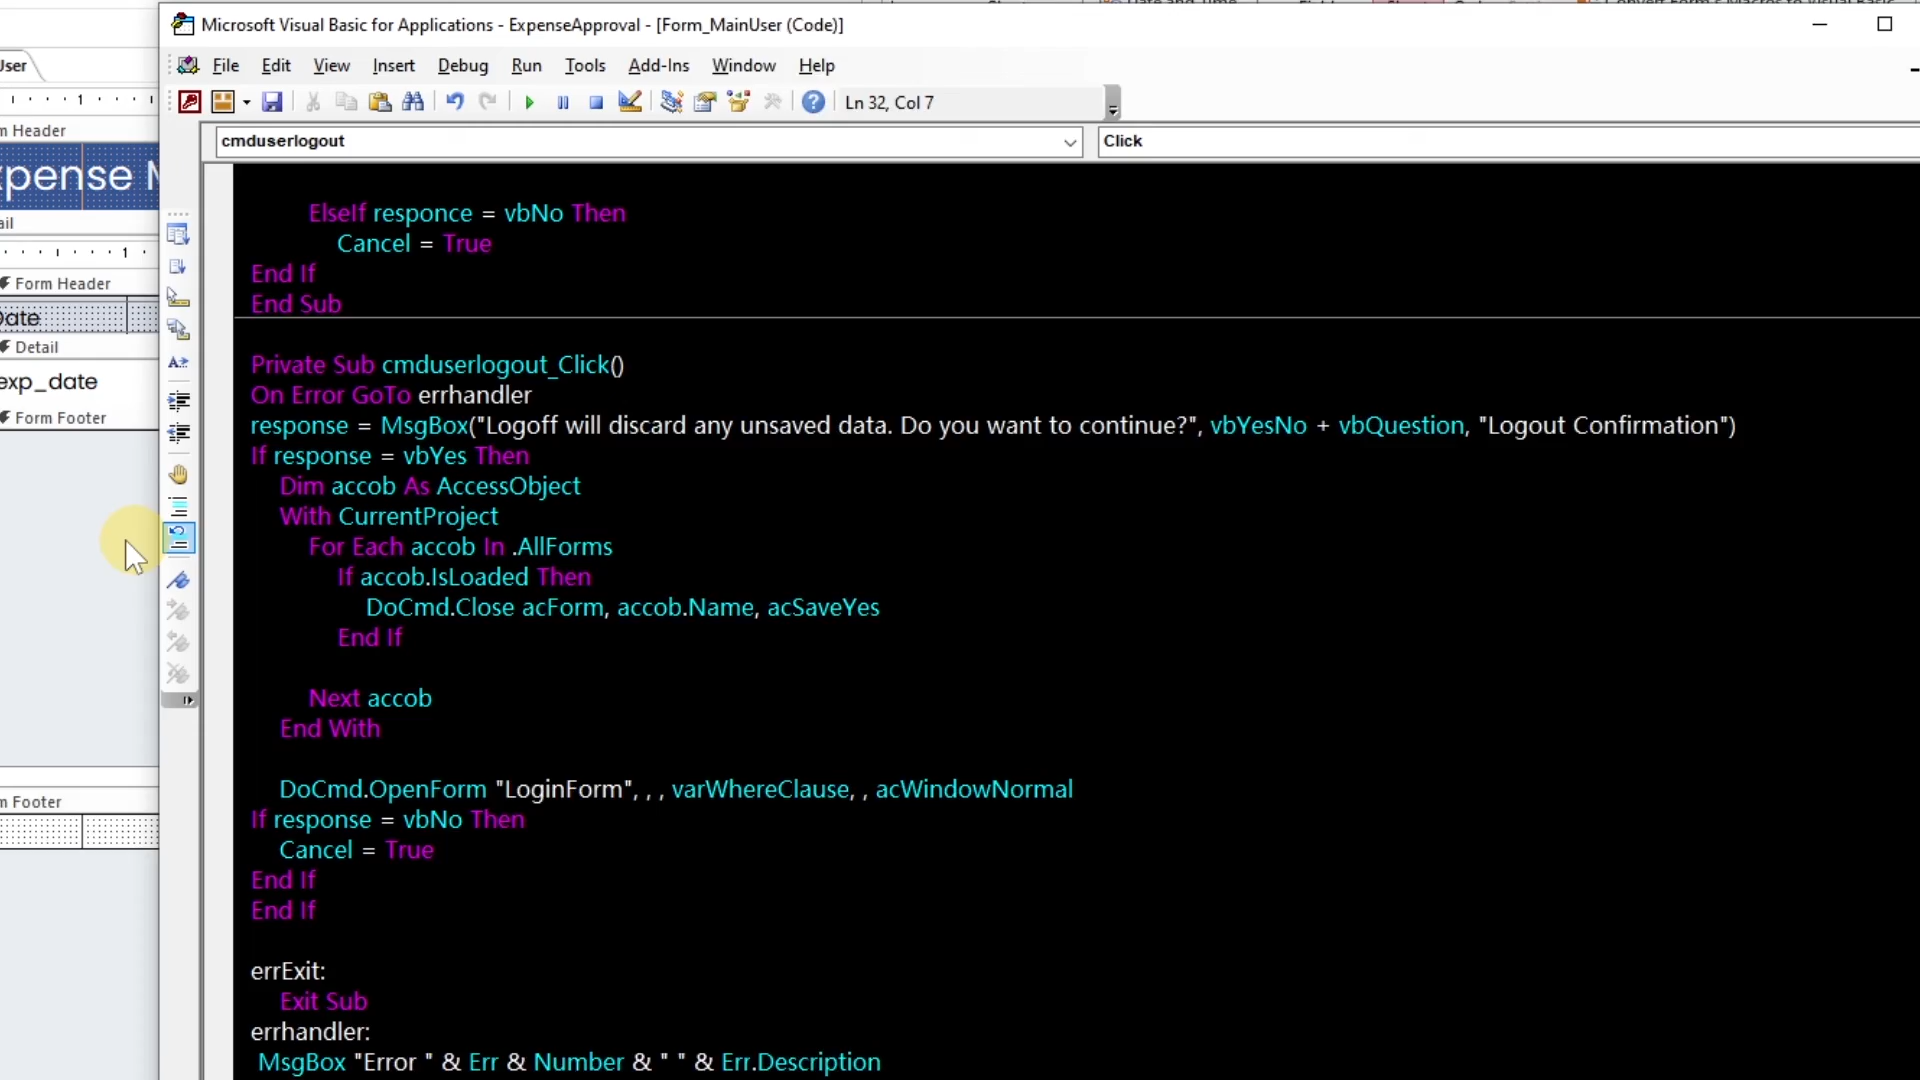 Microsoft Visual Basic for Applications - ExpenseApproval - [Form_MainUser (Code)]
File Edit View Insert Debug Run Tools Add-Ins Window Help
Ln 32, Col 7
cmduserlogout
Click
ElseIf responce = vbNo Then
Cancel = True
End If
End Sub
Private Sub cmduserlogout_Click()
On Error GoTo errhandler
response = MsgBox("Logoff will discard any unsaved data. Do you want to continue?", vbYesNo + vbQuestion, "Logout Confirmation")
If response = vbYes Then
Dim accob As AccessObject
With CurrentProject
For Each accob In .AllForms
If accob.IsLoaded Then
DoCmd.Close acForm, accob.Name, acSaveYes
End If
Next accob
End With
DoCmd.OpenForm "LoginForm", , , varWhereClause, , acWindowNormal
If response = vbNo Then
Cancel = True
End If
End If
errExit:
Exit Sub
errhandler:
MsgBox "Error " & Err & Number & " " & Err.Description
Form Header
Detail
exp_date
Form Footer